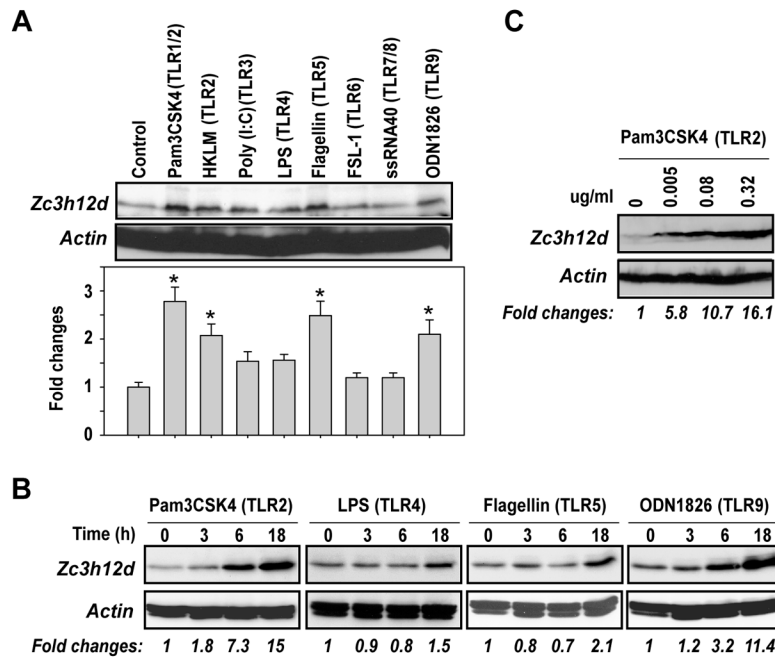 A
Control
Pam3CSK4 (TLR1/2)
HKLM (TLR2)
Poly (I:C) (TLR3)
LPS (TLR4)
Flagellin (TLR5)
FSL-1 (TLR6)
ssRNA40 (TLR7/8)
ODN1826 (TLR9)
Zc3h12d
Actin
Fold changes
3
2
1
0
* * * *
C
Pam3CSK4 (TLR2)
ug/ml 0 0.005 0.08 0.32
Zc3h12d
Actin
Fold changes: 1 5.8 10.7 16.1
B
Pam3CSK4 (TLR2) LPS (TLR4) Flagellin (TLR5) ODN1826 (TLR9)
Time (h) 0 3 6 18 0 3 6 18 0 3 6 18 0 3 6 18
Zc3h12d
Actin
Fold changes: 1 1.8 7.3 15 1 0.9 0.8 1.5 1 0.8 0.7 2.1 1 1.2 3.2 11.4